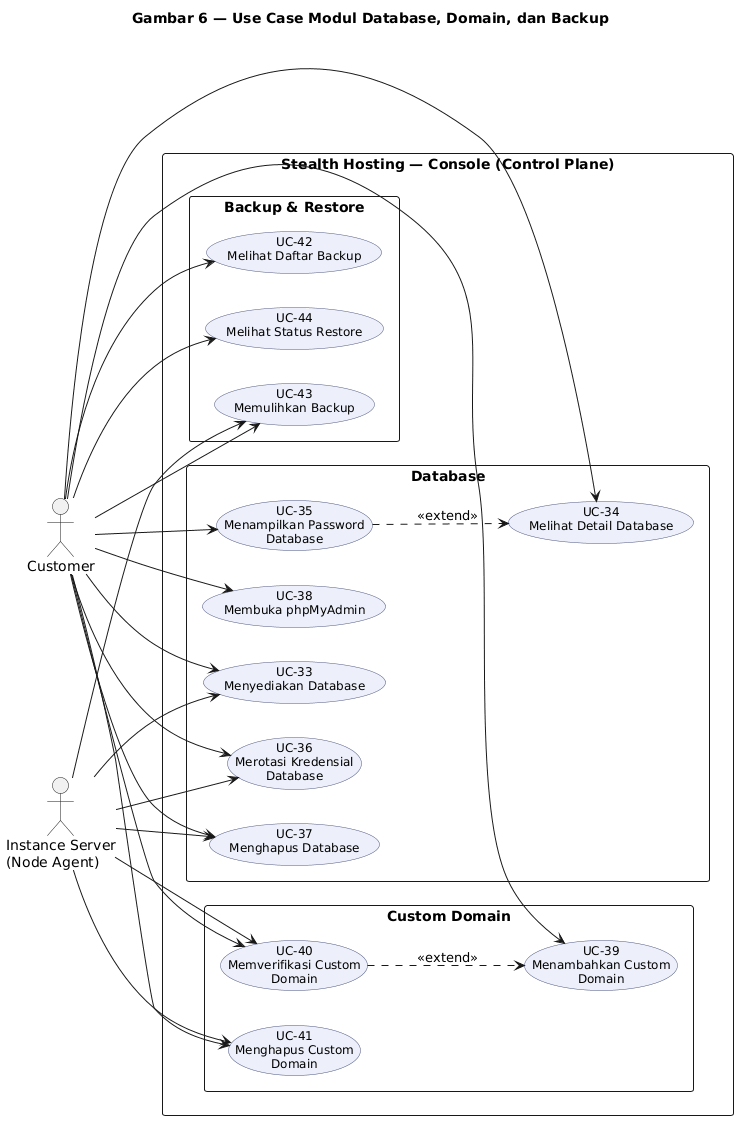 Gambar 6 — Use Case Modul Database, Domain, dan Backup
Stealth Hosting — Console (Control Plane)
Backup & Restore
UC-42
Melihat Daftar Backup
UC-44
Melihat Status Restore
UC-43
Memulihkan Backup
Database
UC-35
Menampilkan Password
Database
«extend»
UC-34
Melihat Detail Database
Customer
UC-38
Membuka phpMyAdmin
UC-33
Menyediakan Database
UC-36
Merotasi Kredensial
Database
Instance Server
(Node Agent)
UC-37
Menghapus Database
Custom Domain
UC-40
Memverifikasi Custom
Domain
«extend»
UC-39
Menambahkan Custom
Domain
UC-41
Menghapus Custom
Domain